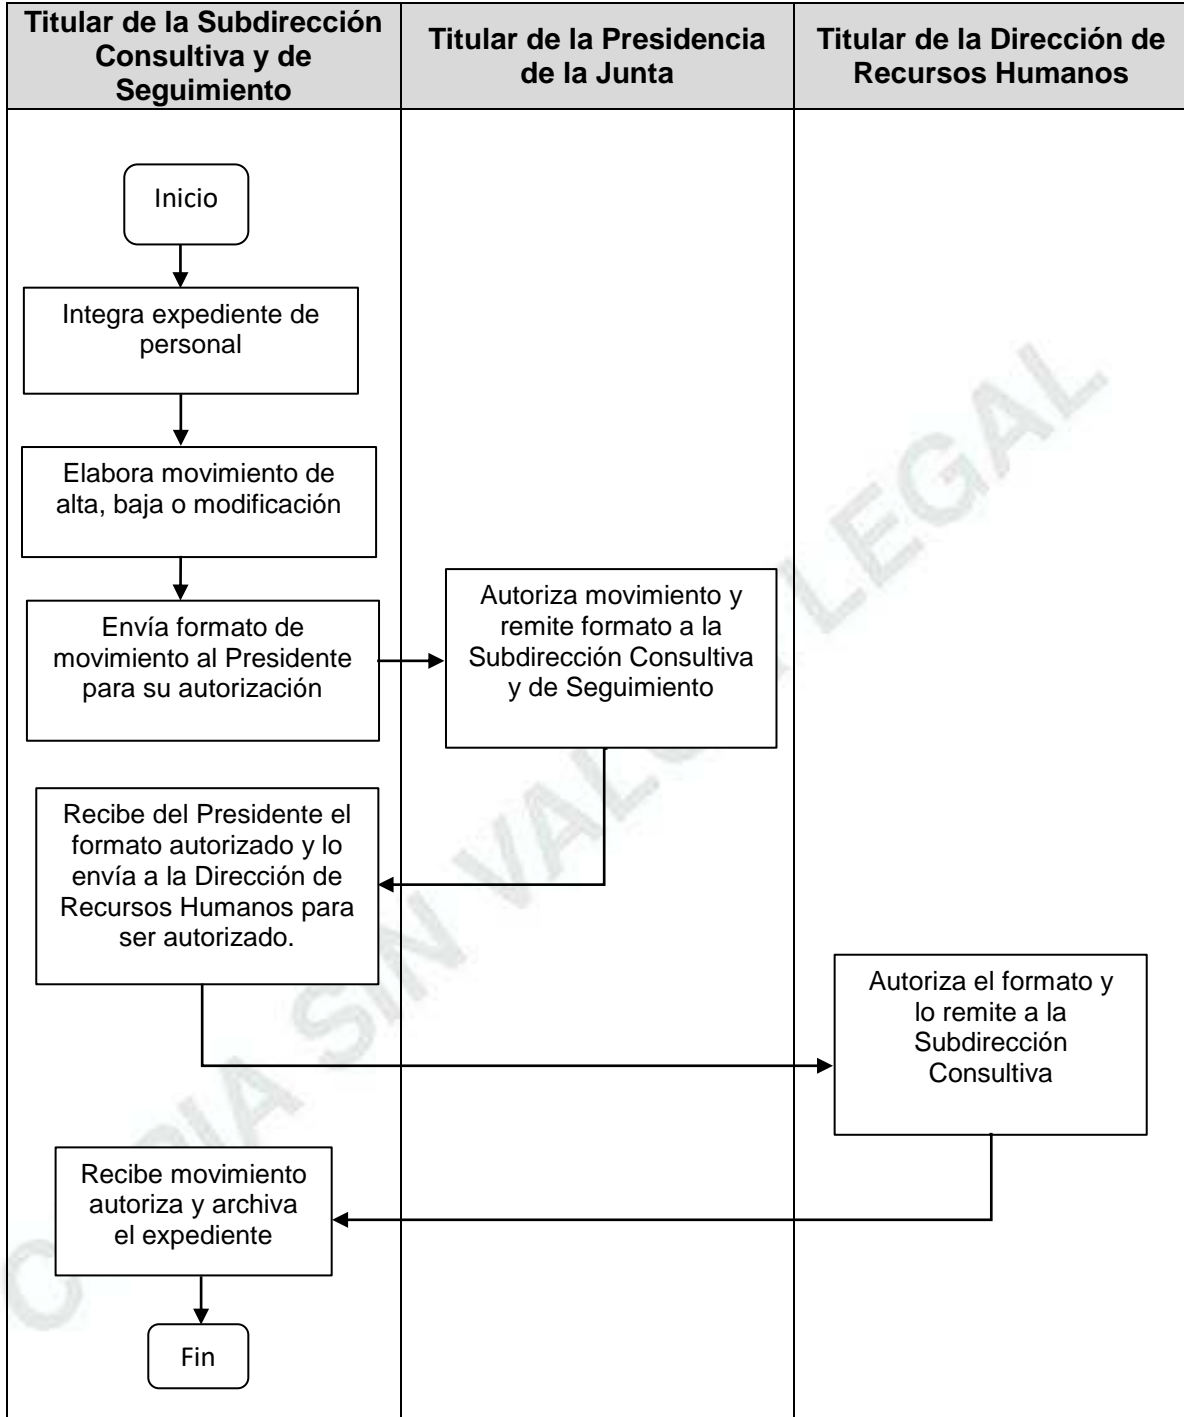 Titular de la Subdirección
Consultiva y de
Seguimiento
Titular de la Presidencia
de la Junta
Titular de la Dirección de
Recursos Humanos
Inicio
Integra expediente de
personal
Elabora movimiento de
alta, baja o modificación
Envía formato de
movimiento al Presidente
para su autorización
Autoriza movimiento y
remite formato a la
Subdirección Consultiva
y de Seguimiento
Recibe del Presidente el
formato autorizado y lo
envía a la Dirección de
Recursos Humanos para
ser autorizado.
Autoriza el formato y
lo remite a la
Subdirección
Consultiva
Recibe movimiento
autoriza y archiva
el expediente
Fin
COPIA SIN VALOR LEGAL